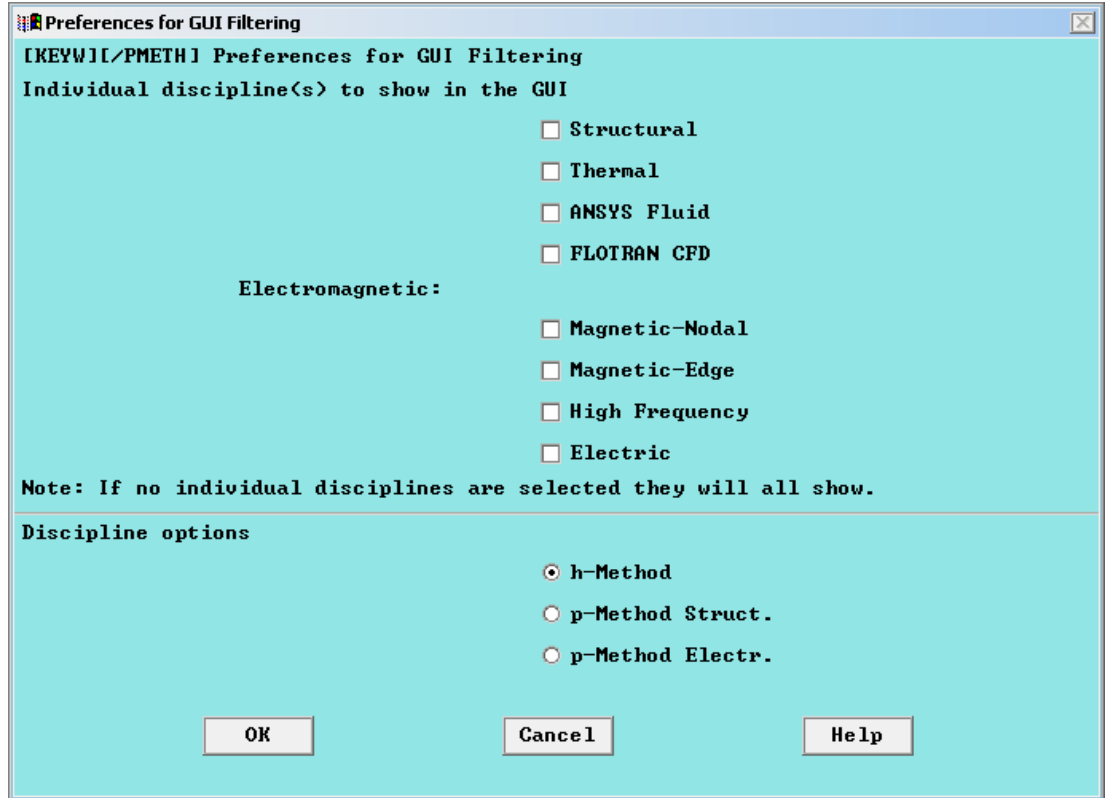 Preferences for GUI Filtering
[KEYW][/PMETH] Preferences for GUI Filtering
Individual discipline(s) to show in the GUI
Structural
Thermal
ANSYS Fluid
FLOTRAN CFD
Electromagnetic:
Magnetic-Nodal
Magnetic-Edge
High Frequency
Electric
Note: If no individual disciplines are selected they will all show.
Discipline options
h-Method
p-Method Struct.
p-Method Electr.
OK Cancel Help